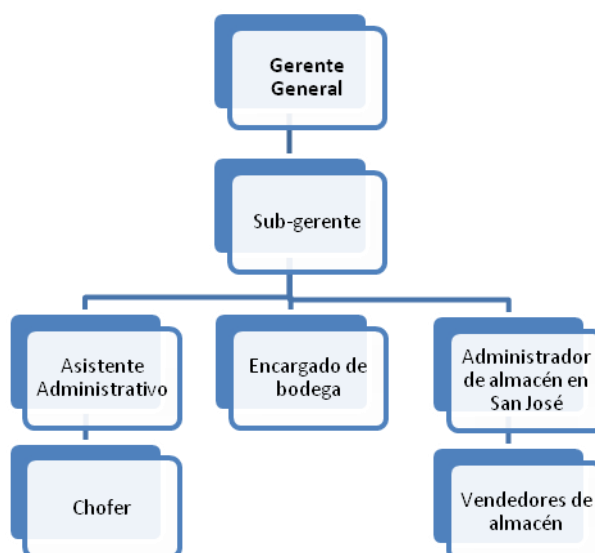 Gerente
General
Sub-gerente
Asistente
Administrativo
Encargado de
bodega
Administrador
de almacén en
San José
Chofer
Vendedores de
almacén